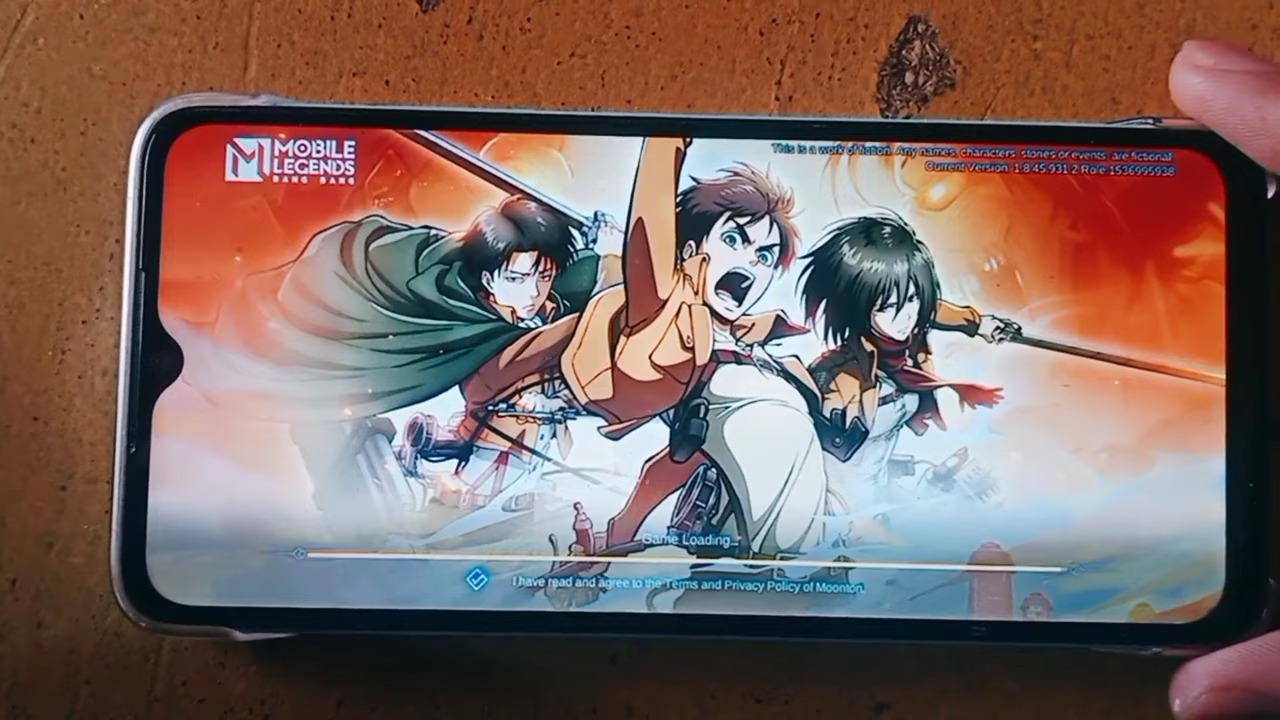 MOBILE
LEGENDS
BANG BANG
This is a work of fiction. Any names, characters, stories or events, are fictional.
Current Version: 1.8.45.931.2 Role:1536995938
Game Loading...
I have read and agree to the Terms and Privacy Policy of Moonton.